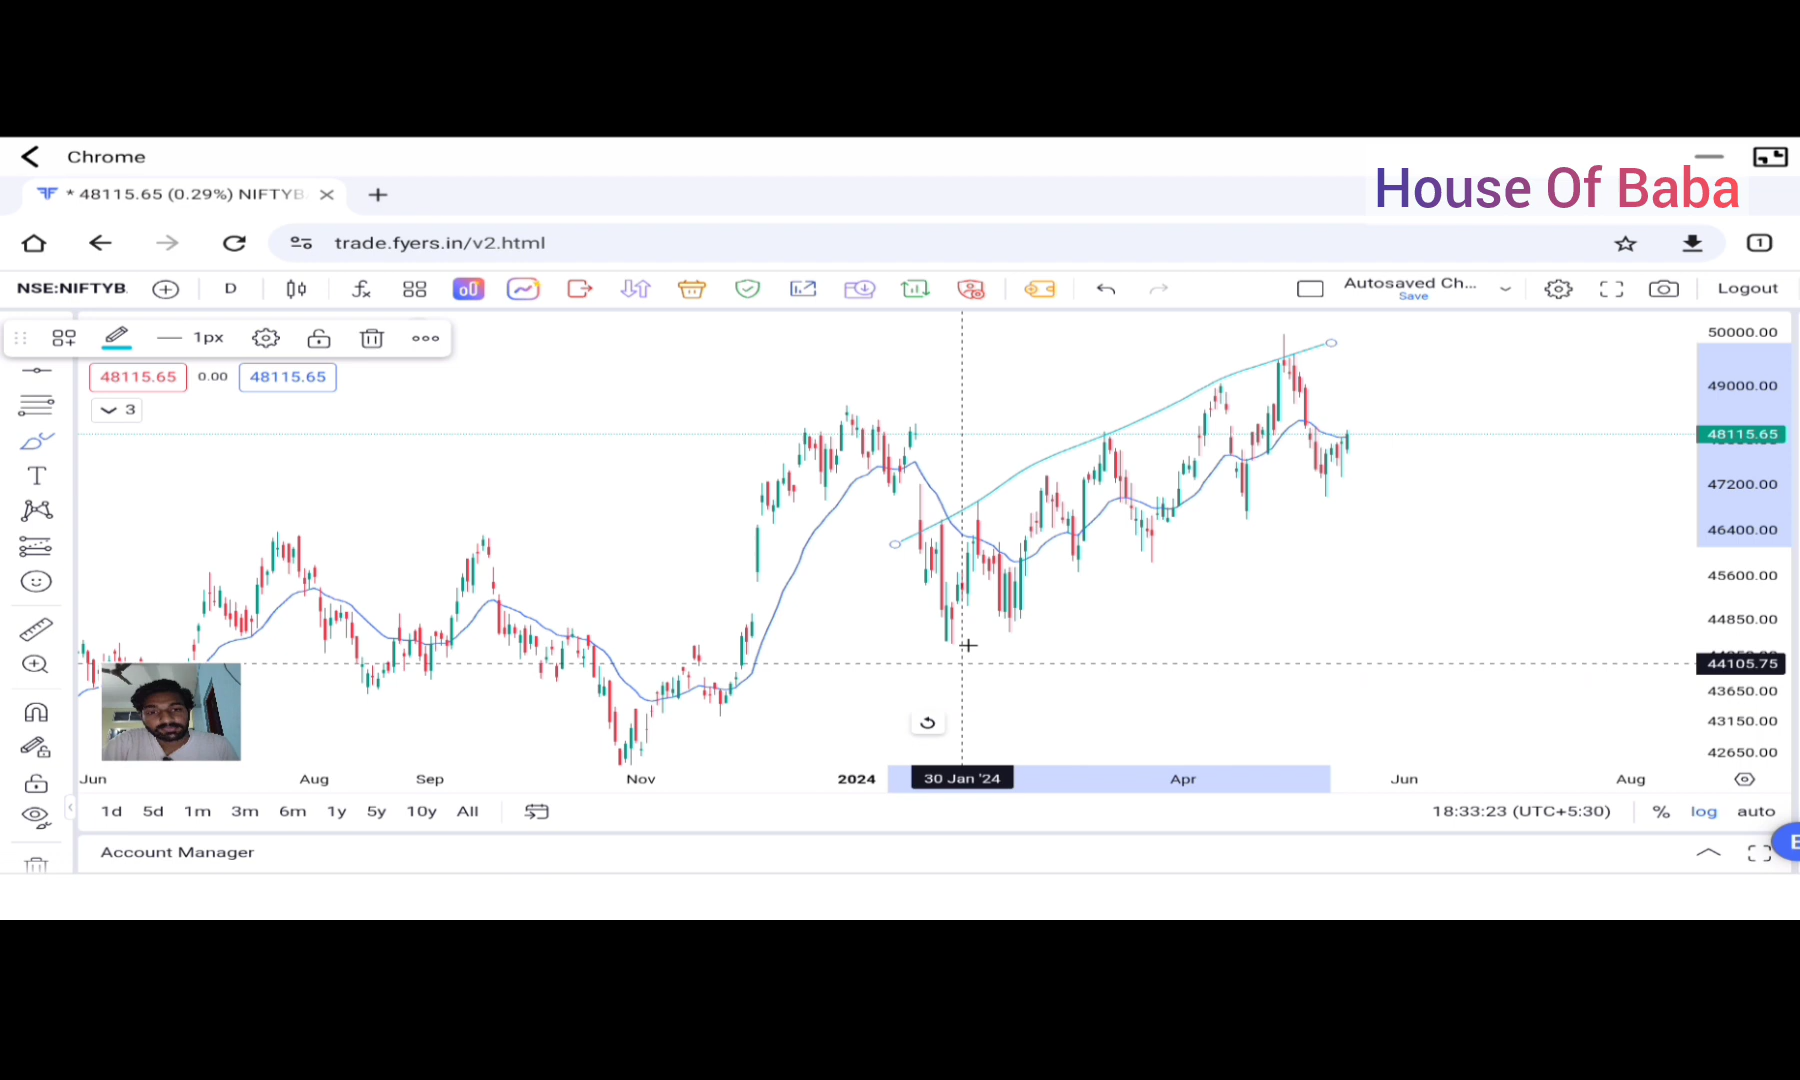 Chrome
House Of Baba
* 48115.65 (0.29%) NIFTYB
trade.fyers.in/v2.html
1
NSE:NIFTYB.
D
Autosaved Ch...
Save
Logout
1px
48115.65
0.00
48115.65
3
50000.00
49000.00
48115.65
47200.00
46400.00
45600.00
44850.00
44105.75
43650.00
43150.00
42650.00
Jun
Aug
Sep
Nov
2024
30 Jan '24
Apr
Jun
Aug
1d
5d
1m
3m
6m
1y
5y
10y
All
18:33:23 (UTC+5:30)
%
log
auto
Account Manager